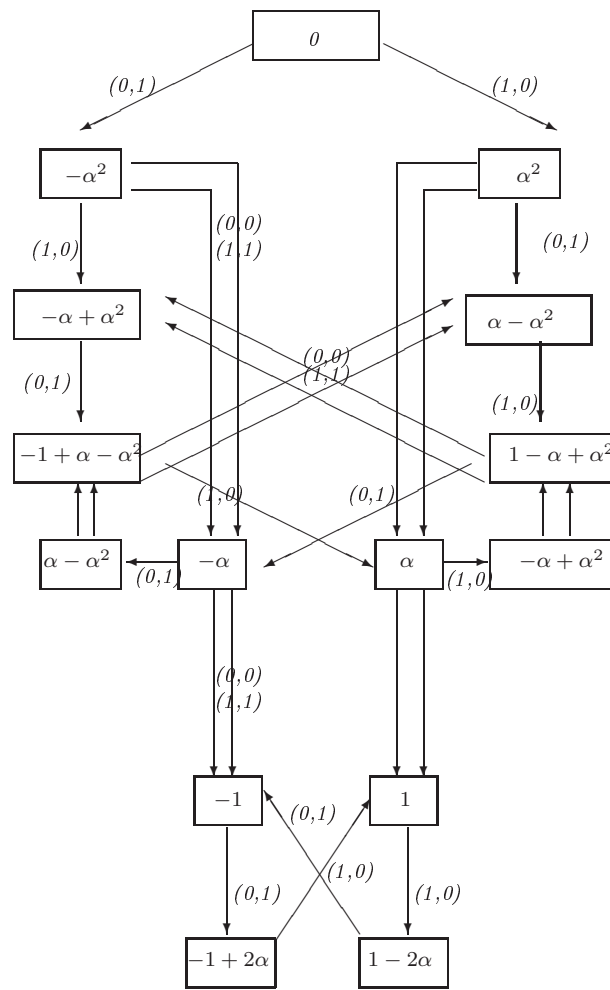 0
(0,1)
(1,0)
−α²
α²
(0,0)
(1,1)
(1,0)
(0,1)
−α + α²
α − α²
(0,0)
(1,1)
(0,1)
(1,0)
−1 + α − α²
1 − α + α²
(1,0)
(0,1)
α − α²
−α
α
−α + α²
(0,1)
(1,0)
(0,0)
(1,1)
−1
1
(0,1)
(1,0)
(0,1)
(1,0)
−1 + 2α
1 − 2α